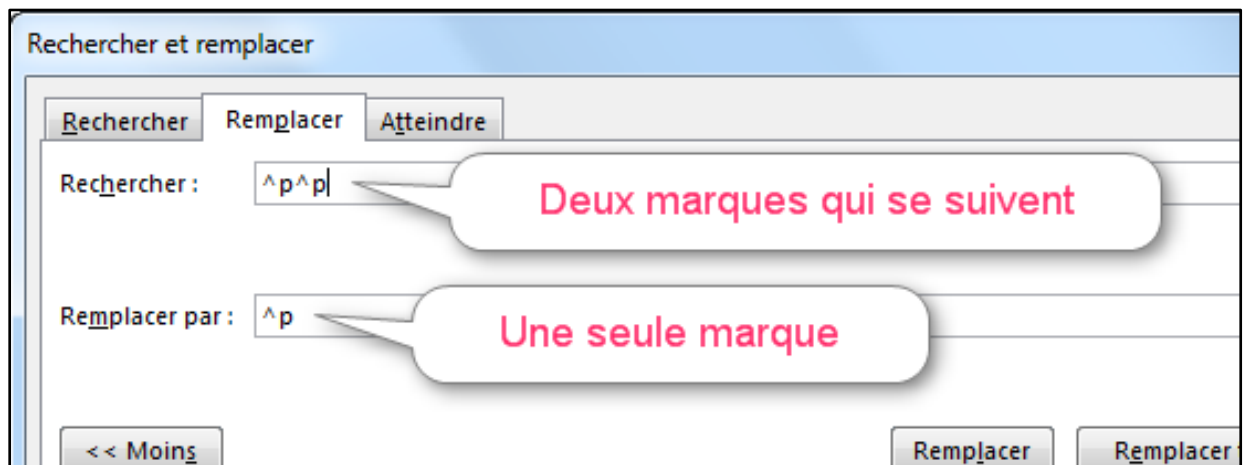 Rechercher et remplacer
Rechercher Remplacer Atteindre
Rechercher : ^p^p Deux marques qui se suivent
Remplacer par : ^p Une seule marque
<< Moins Remplacer Remplacer